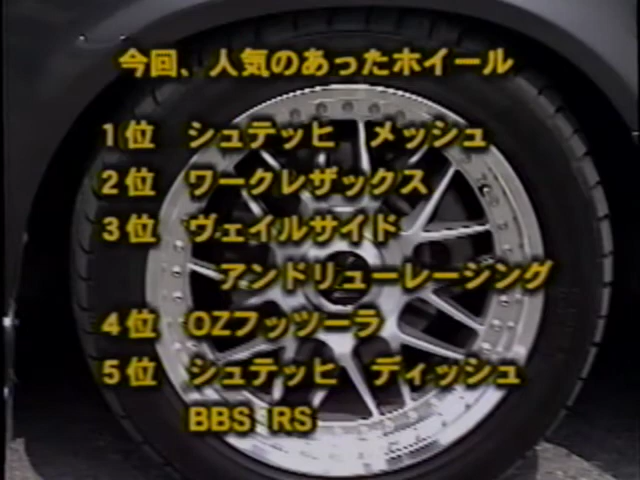 今回、人気のあったホイール
1位 シュテッヒ メッシュ
2位 ワークレザックス
3位 ヴェイルサイド
アンドリューレーシング
4位 OZフッツーラ
5位 シュテッヒ ディッシュ
BBS RS